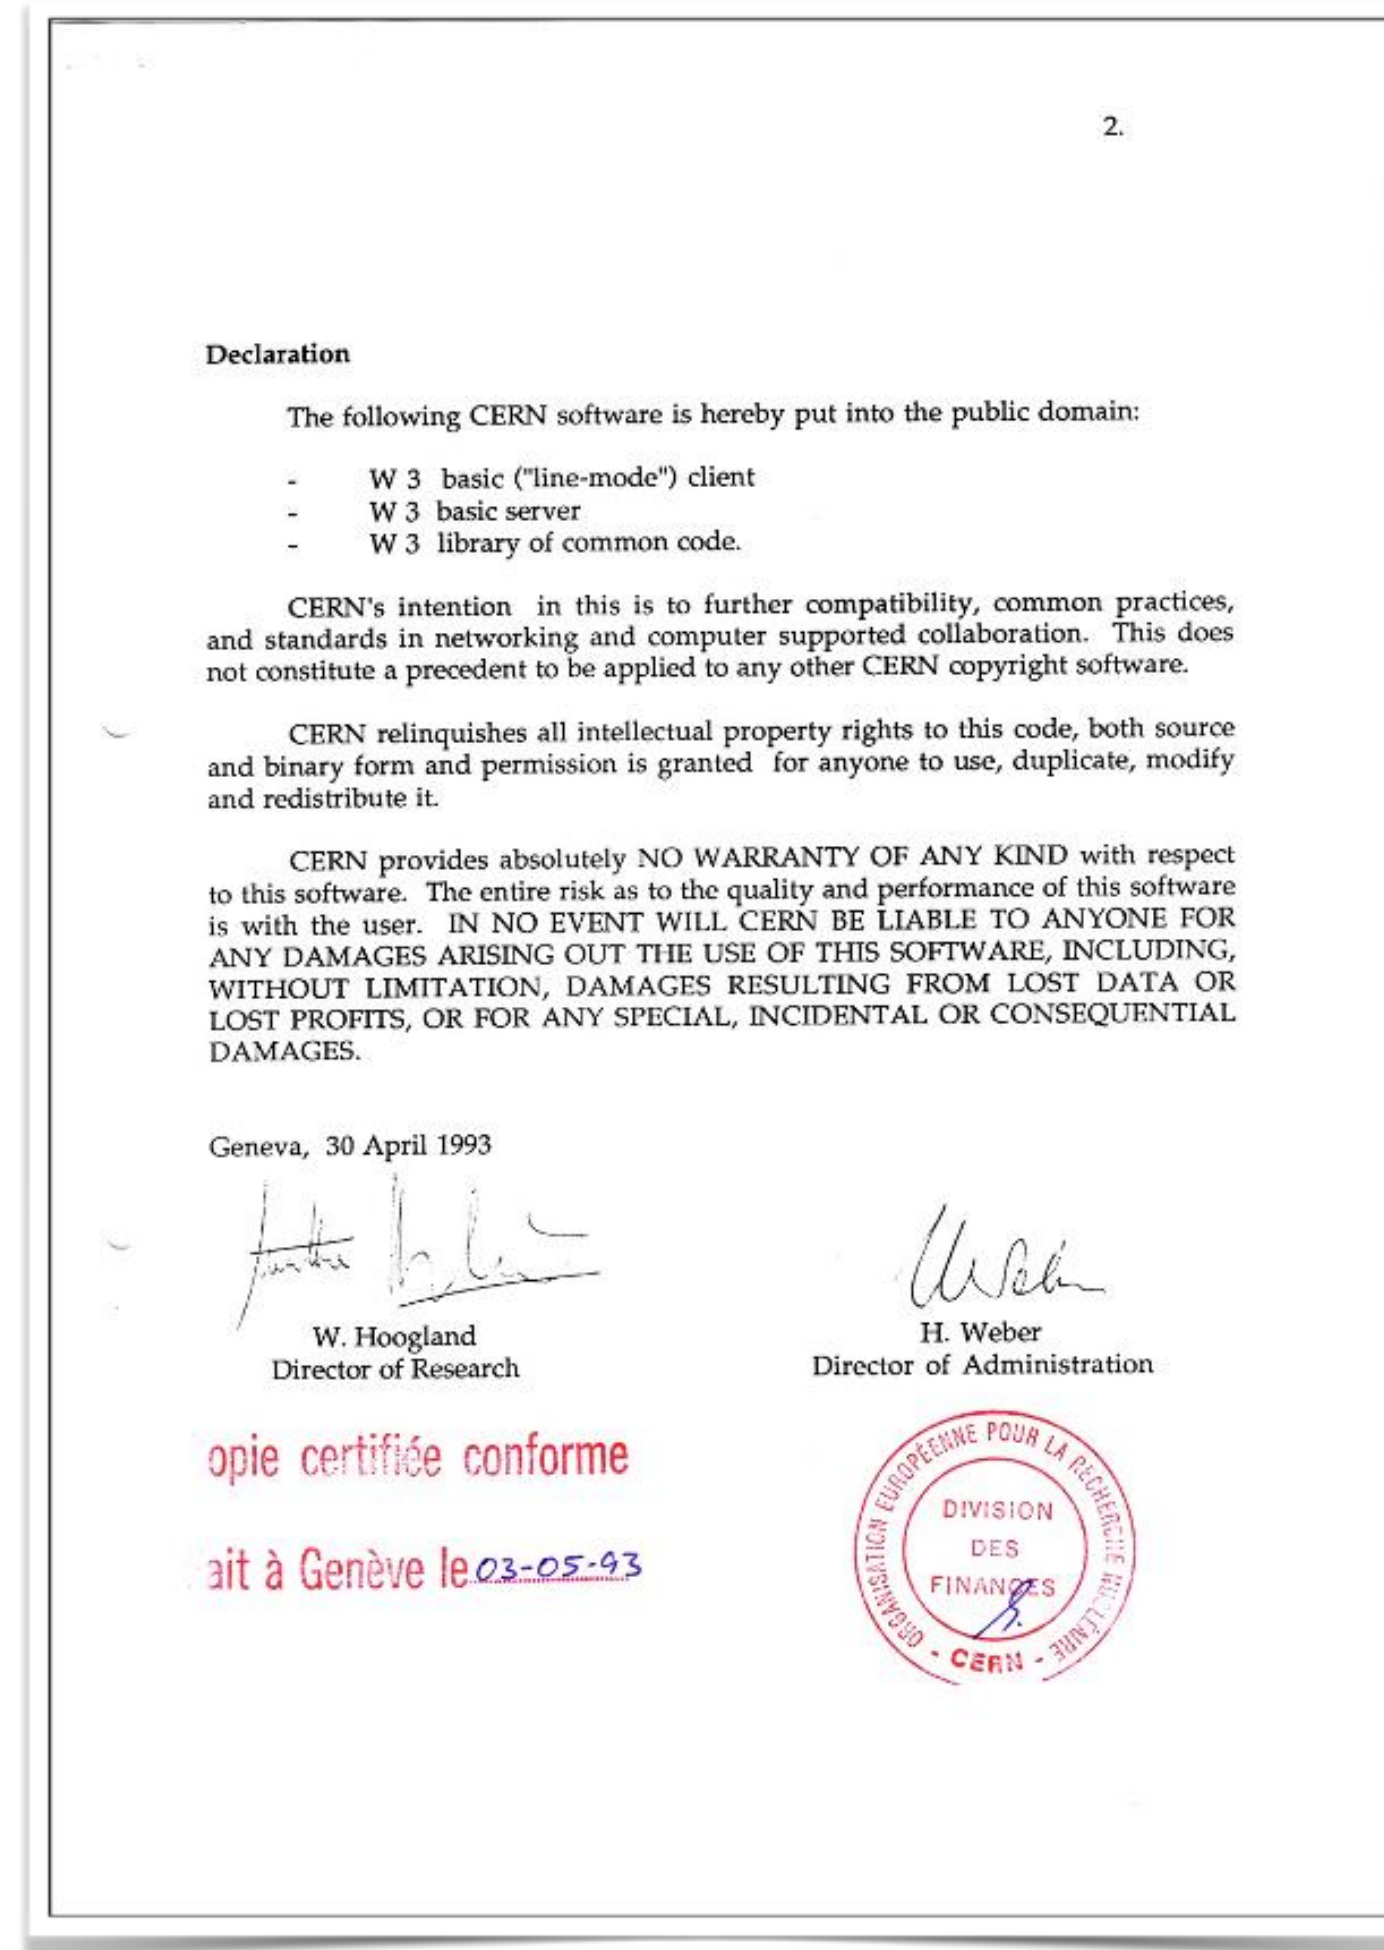 2.
Declaration
The following CERN software is hereby put into the public domain:
- W 3 basic ("line-mode") client
- W 3 basic server
- W 3 library of common code.
CERN's intention in this is to further compatibility, common practices,
and standards in networking and computer supported collaboration. This does
not constitute a precedent to be applied to any other CERN copyright software.
CERN relinquishes all intellectual property rights to this code, both source
and binary form and permission is granted for anyone to use, duplicate, modify
and redistribute it.
CERN provides absolutely NO WARRANTY OF ANY KIND with respect
to this software. The entire risk as to the quality and performance of this software
is with the user. IN NO EVENT WILL CERN BE LIABLE TO ANYONE FOR
ANY DAMAGES ARISING OUT THE USE OF THIS SOFTWARE, INCLUDING,
WITHOUT LIMITATION, DAMAGES RESULTING FROM LOST DATA OR
LOST PROFITS, OR FOR ANY SPECIAL, INCIDENTAL OR CONSEQUENTIAL
DAMAGES.
Geneva, 30 April 1993
W. Hoogland
Director of Research
H. Weber
Director of Administration
opie certifiée conforme
ait à Genève le 03-05-93
ORGANISATION EUROPÉENNE POUR LA RECHERCHE NUCLÉAIRE
DIVISION
DES
FINANCES
- CERN -